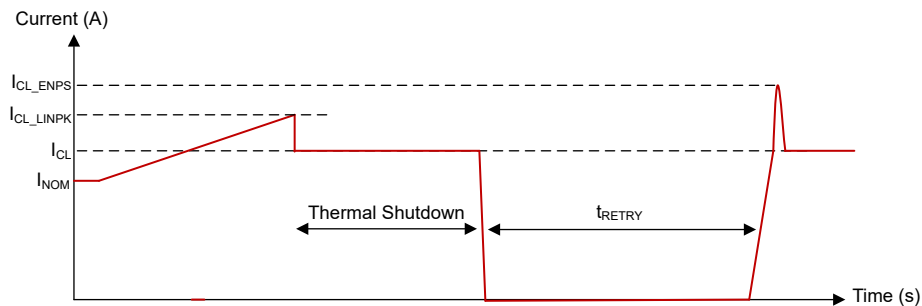 Current (A)
I_CL_ENPS
I_CL_LINPK
I_CL
I_NOM
Thermal Shutdown
t_RETRY
Time (s)